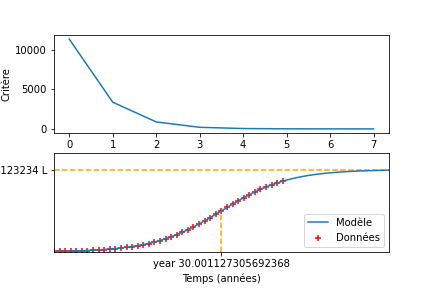 10000
5000
0
Critère
0 1 2 3 4 5 6 7
123234 L
Modèle
Données
year 30.001127305692368
Temps (années)